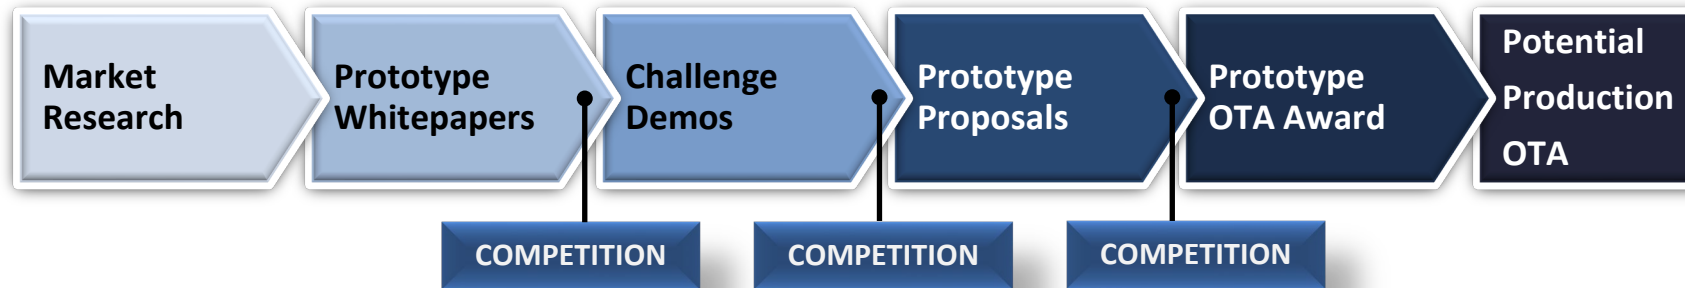 Market
Research
Prototype
Whitepapers
Challenge
Demos
Prototype
Proposals
Prototype
OTA Award
Potential
Production
OTA
COMPETITION
COMPETITION
COMPETITION